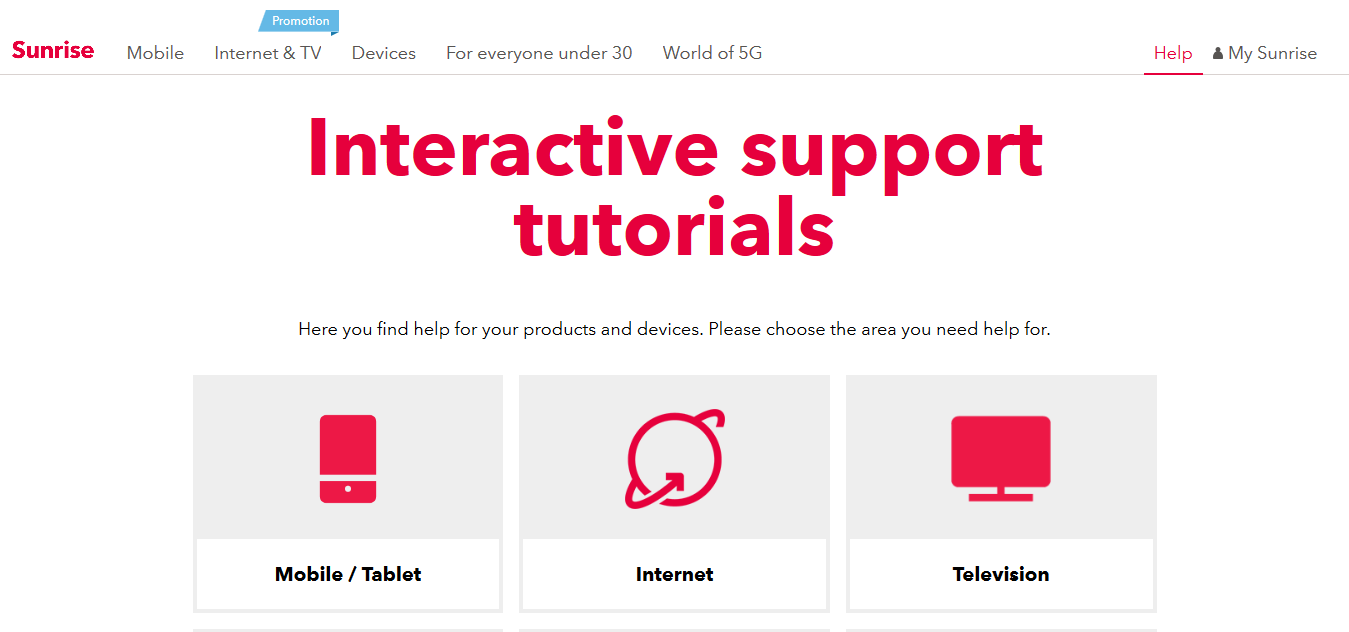 Promotion
Sunrise Mobile Internet & TV Devices For everyone under 30 World of 5G Help My Sunrise
Interactive support
tutorials
Here you find help for your products and devices. Please choose the area you need help for.
Mobile / Tablet
Internet
Television